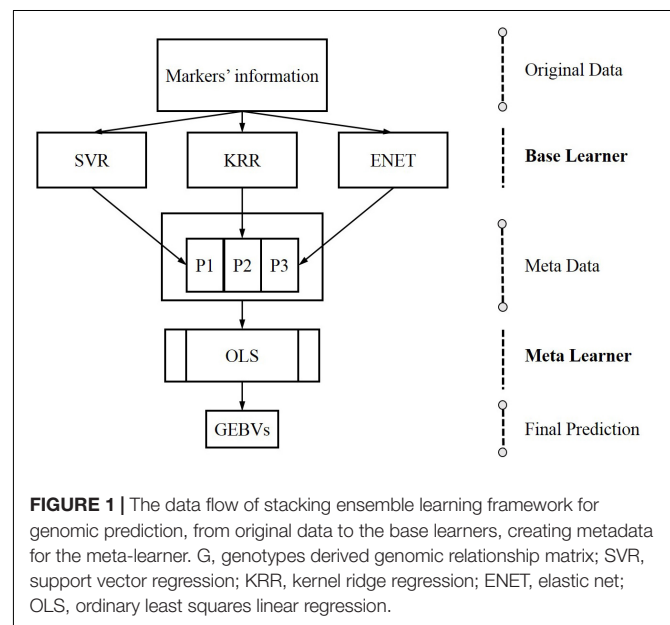 Markers' information
Original Data
SVR
KRR
ENET
Base Learner
P1
P2
P3
Meta Data
OLS
Meta Learner
GEBVs
Final Prediction
FIGURE 1 | The data flow of stacking ensemble learning framework for
genomic prediction, from original data to the base learners, creating metadata
for the meta-learner. G, genotypes derived genomic relationship matrix; SVR,
support vector regression; KRR, kernel ridge regression; ENET, elastic net;
OLS, ordinary least squares linear regression.